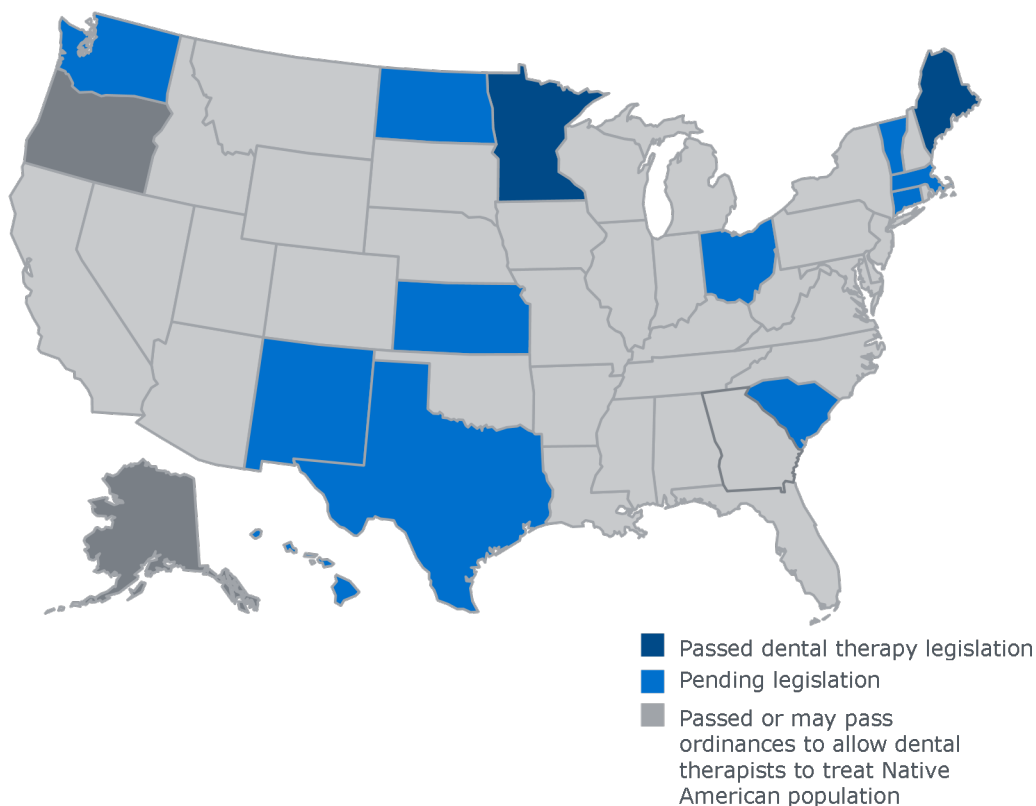 Passed dental therapy legislation
Pending legislation
Passed or may pass
ordinances to allow dental
therapists to treat Native
American population